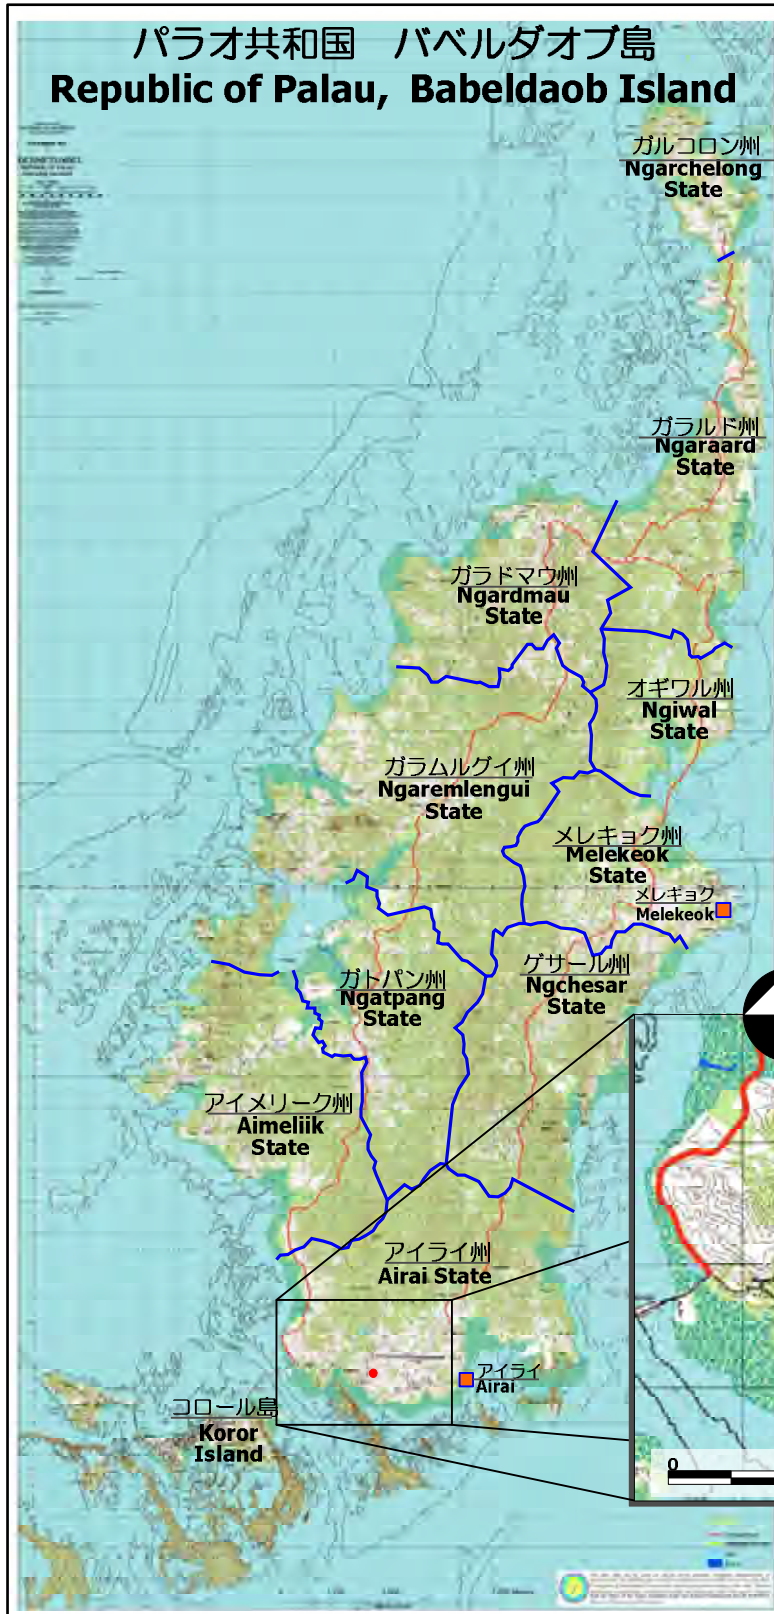 パラオ共和国 バベルダオブ島
Republic of Palau, Babeldaob Island
ガルコロン州
Ngarchelong
State
ガラルド州
Ngaraard
State
ガラドマウ州
Ngardmau
State
オギワル州
Ngiwal
State
ガラムルグイ州
Ngaremlengui
State
メレキョク州
Melekeok
State
メレキョク
Melekeok
ゲサール州
Ngchesar
State
ガトパン州
Ngatpang
State
アイメリーク州
Aimeliik
State
アイライ州
Airai State
アイライ
Airai
コロール島
Koror
Island
0